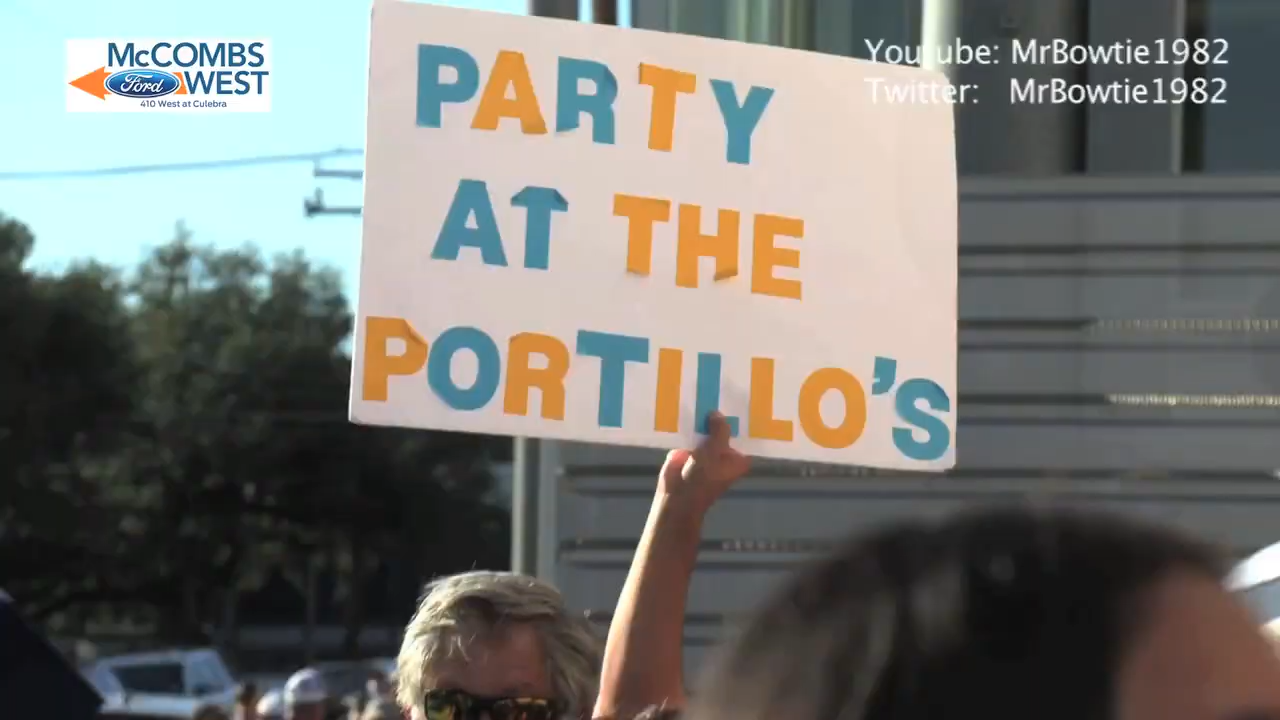 McCOMBS
Ford WEST
410 West at Culebra
Youtube: MrBowtie1982
Twitter: MrBowtie1982
PARTY
AT THE
PORTILLO'S